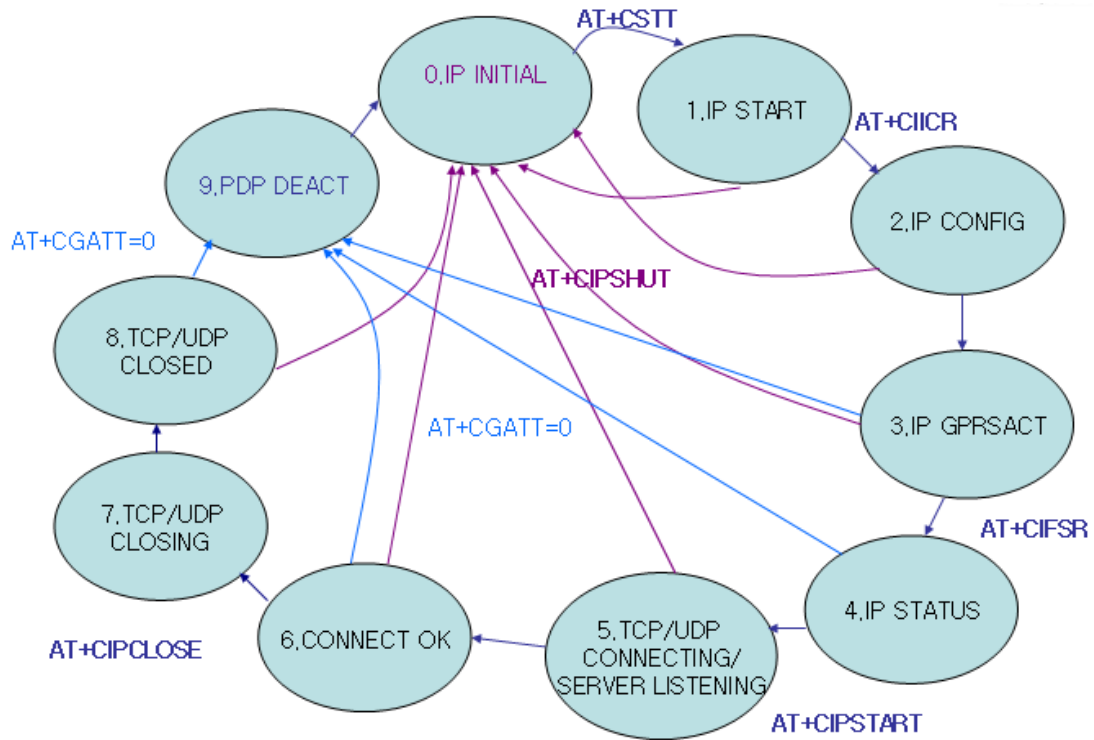 AT+CSTT
0,IP INITIAL
1,IP START
AT+CIICR
9,PDP DEACT
2,IP CONFIG
AT+CGATT=0
AT+CIPSHUT
8,TCP/UDP
CLOSED
3,IP GPRSACT
AT+CGATT=0
7,TCP/UDP
CLOSING
AT+CIFSR
4,IP STATUS
5,TCP/UDP
CONNECTING/
SERVER LISTENING
6,CONNECT OK
AT+CIPCLOSE
AT+CIPSTART